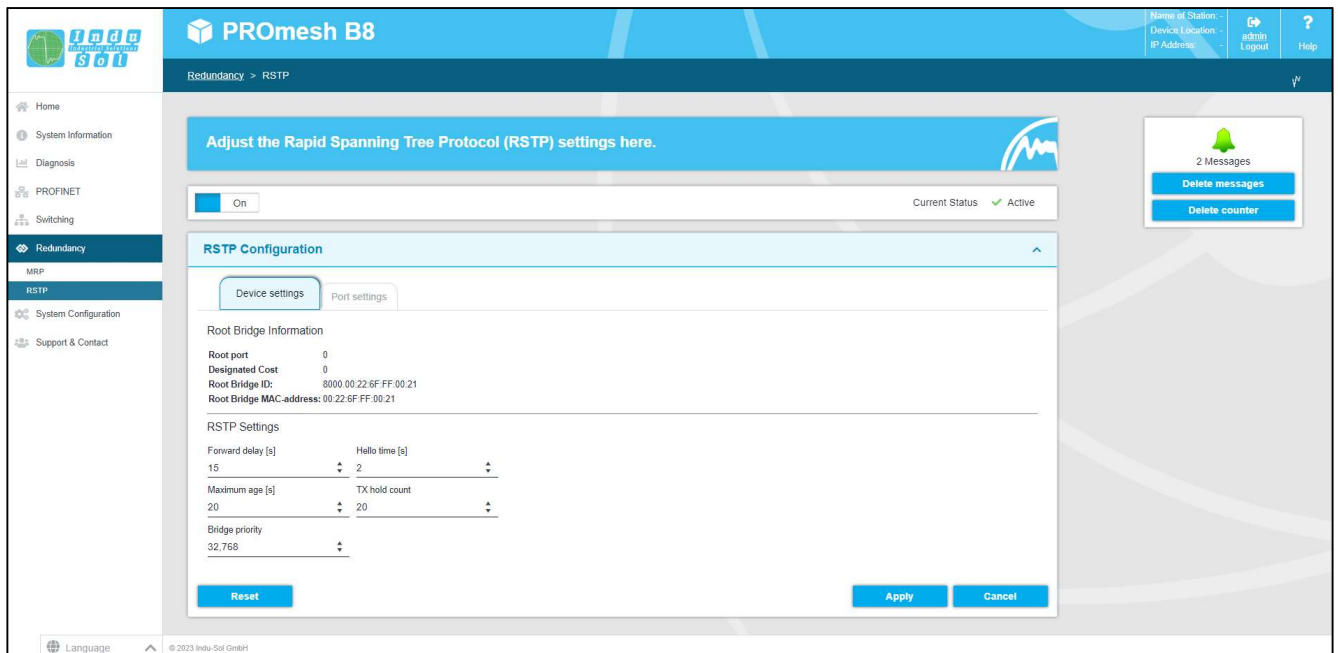 Indu
Industrial Solutions
Sol
PROmesh B8
Name of Station: -
Device Location: -
IP Address: -
admin
Logout
?
Help
Redundancy > RSTP
Home
System Information
Diagnosis
PROFINET
Switching
Redundancy
MRP
RSTP
System Configuration
Support & Contact
Adjust the Rapid Spanning Tree Protocol (RSTP) settings here.
2 Messages
Delete messages
Delete counter
On
Current Status Active
RSTP Configuration
Device settings Port settings
Root Bridge Information
Root port 0
Designated Cost 0
Root Bridge ID: 8000.00:22:6F:FF:00:21
Root Bridge MAC-address: 00:22:6F:FF:00:21
RSTP Settings
Forward delay [s] Hello time [s]
15 2
Maximum age [s] TX hold count
20 20
Bridge priority
32,768
Reset Apply Cancel
Language
© 2023 Indu-Sol GmbH